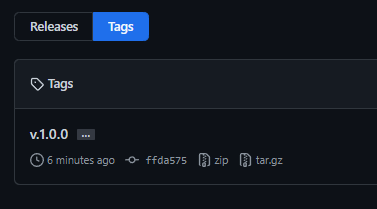 Releases Tags
Tags
v.1.0.0 ...
6 minutes ago ffda575 zip tar.gz